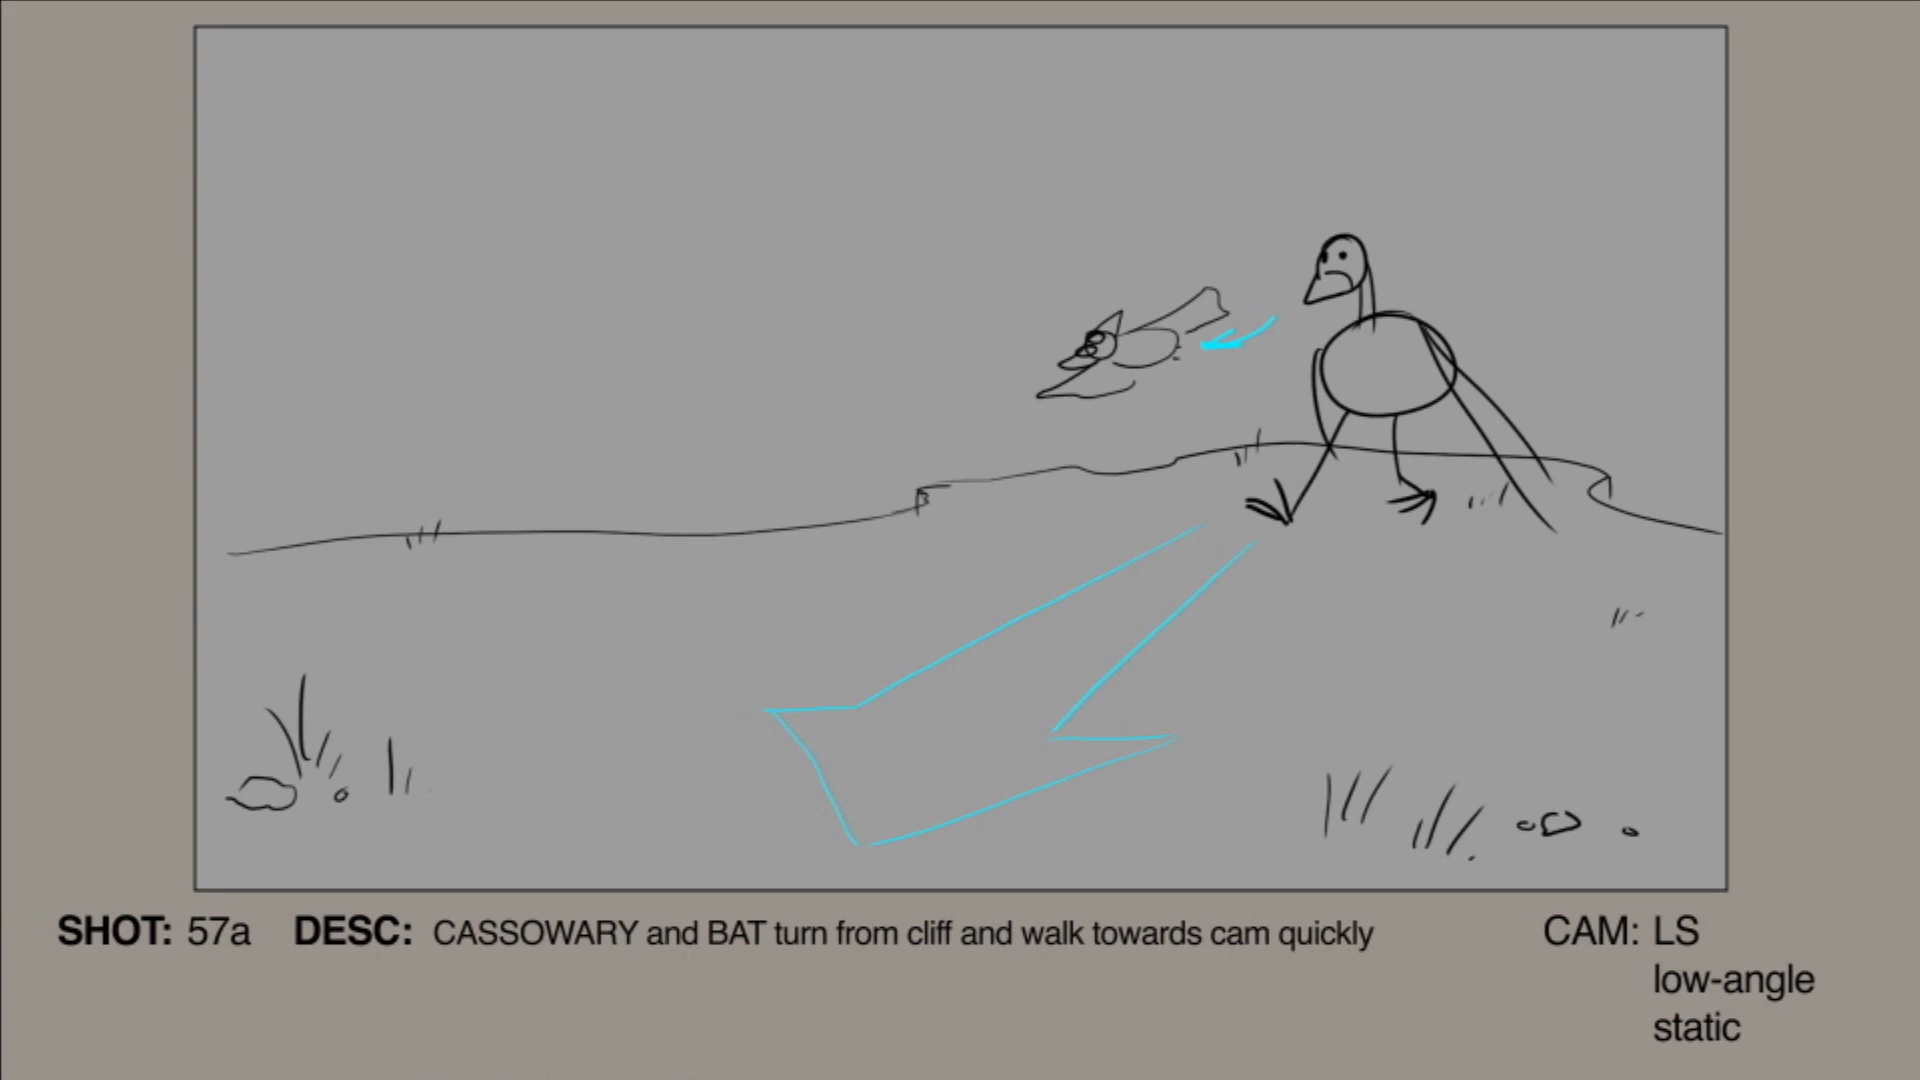 SHOT: 57a DESC: CASSOWARY and BAT turn from cliff and walk towards cam quickly CAM: LS
low-angle
static